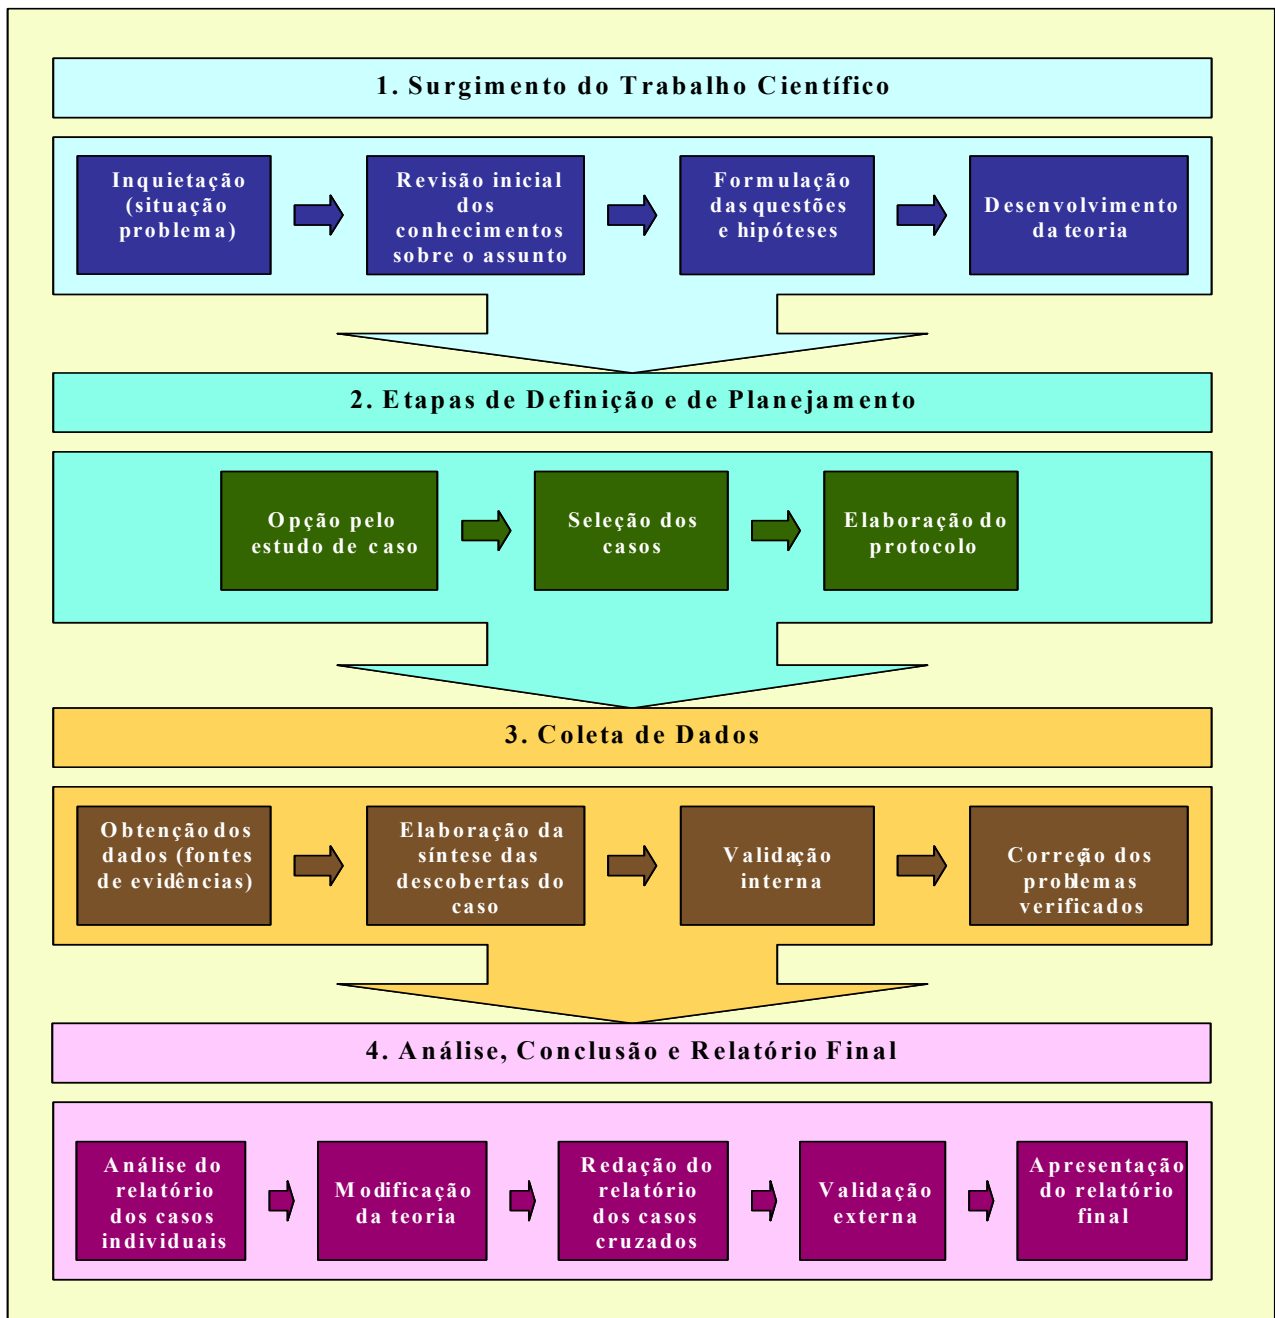 1. Surgimento do Trabalho Científico
Inquietação
(situação
problema)
Revisão inicial
dos
conhecimentos
sobre o assunto
Formulação
das questões
e hipóteses
Desenvolvimento
da teoria
2. Etapas de Definição e de Planejamento
Opção pelo
estudo de caso
Seleção dos
casos
Elaboração do
protocolo
3. Coleta de Dados
Obtenção dos
dados (fontes
de evidências)
Elaboração da
síntese das
descobertas do
caso
Validação
interna
Correção dos
problemas
verificados
4. Análise, Conclusão e Relatório Final
Análise do
relatório
dos casos
individuais
Modificação
da teoria
Redação do
relatório
dos casos
cruzados
Validação
externa
Apresentação
do relatório
final